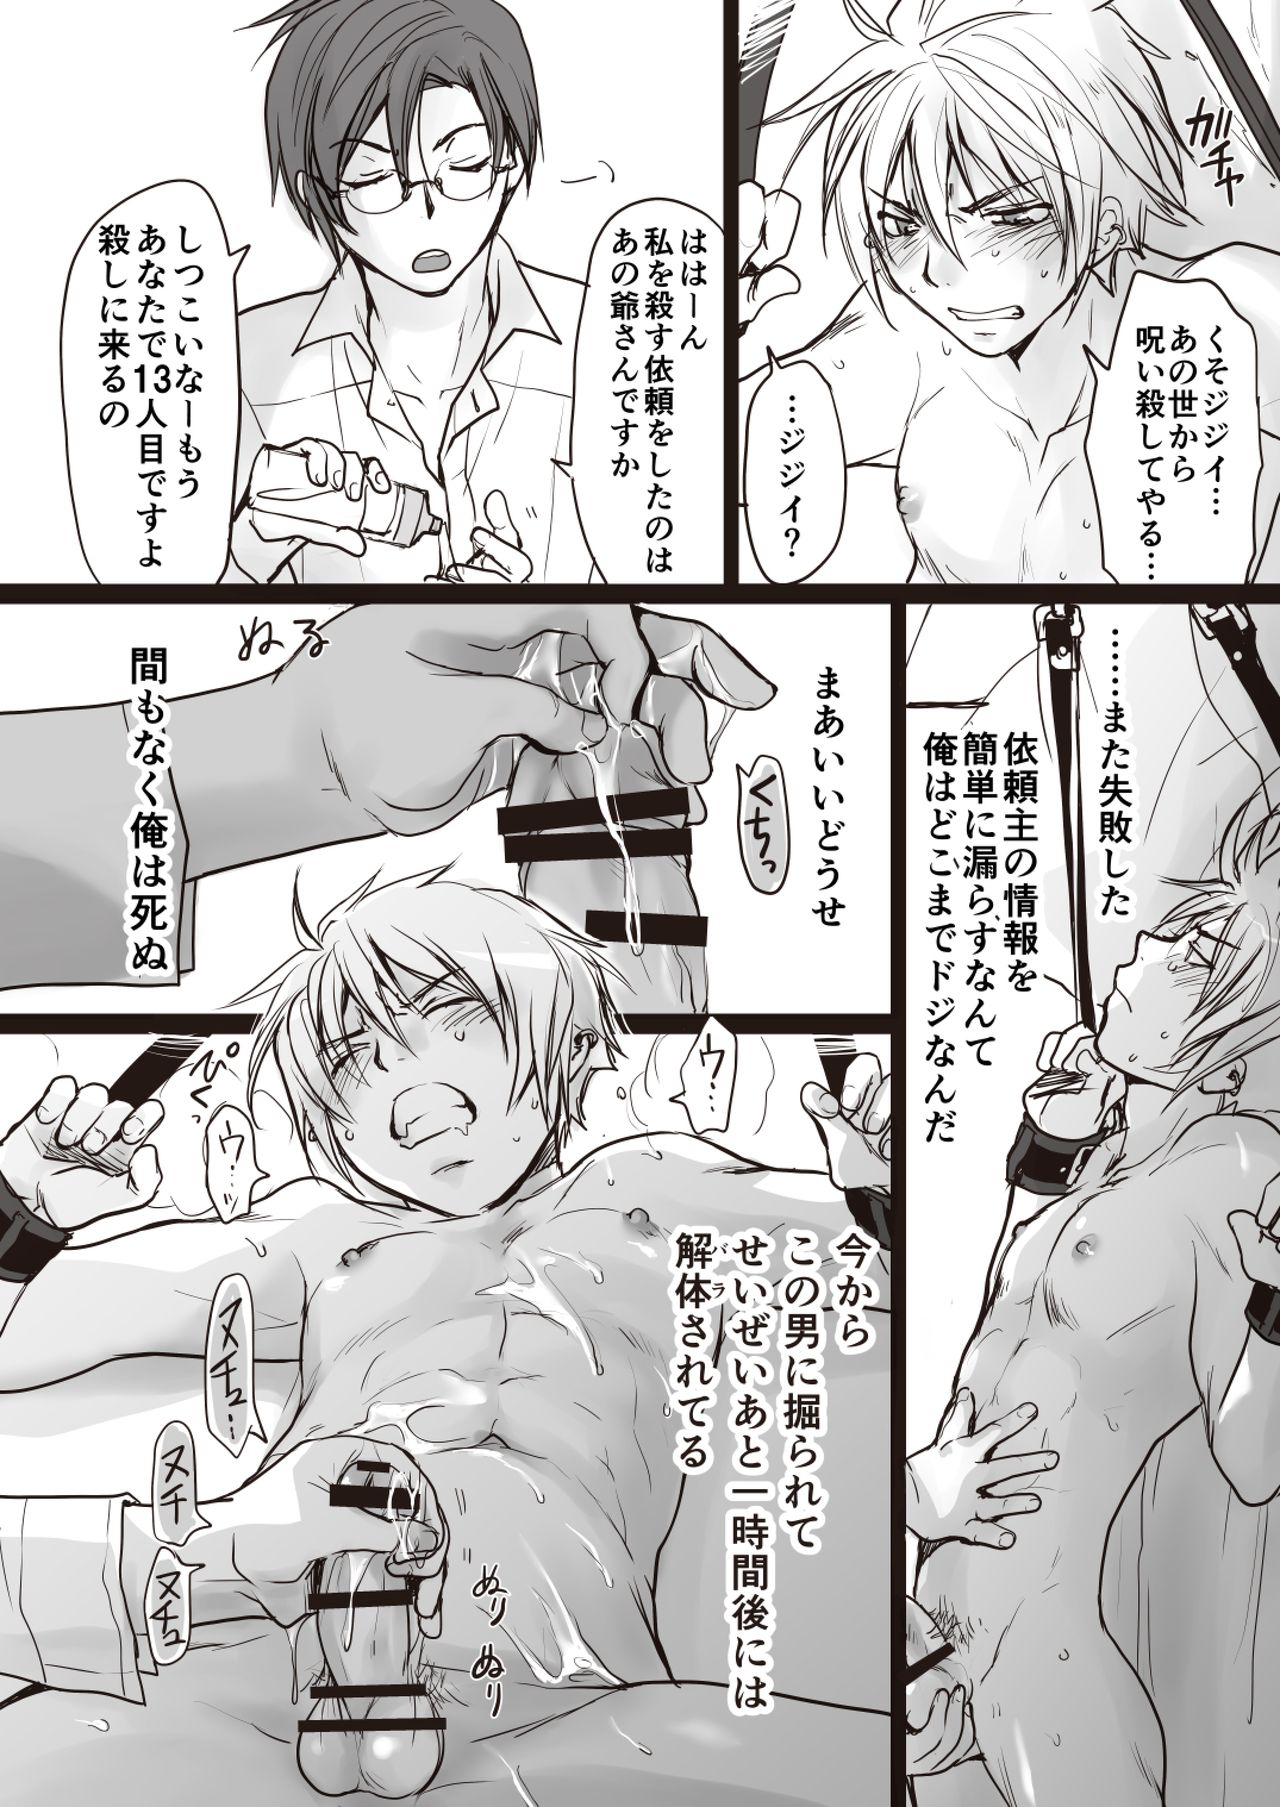 ガチャ
くそジジイ…
あの世から
呪い殺してやる…
…ジジイ？
ははーん
私を殺す依頼をしたのは
あの爺さんですか
しつこいなーもう
あなたで13人目ですよ
殺しに来るの
……また失敗した
依頼主の情報を
簡単に漏らすなんて
俺はどこまでドジなんだ
まあいいどうせ
くちっ
ぬる
間もなく俺は死ぬ
ウ…
ぴくっ
ウ…ッ
今から
この男に掘られて
せいぜいあと一時間後には
解体されてる
バラ
ヌチュ…
ヌチ
ヌチュ
ぬり
ぬり